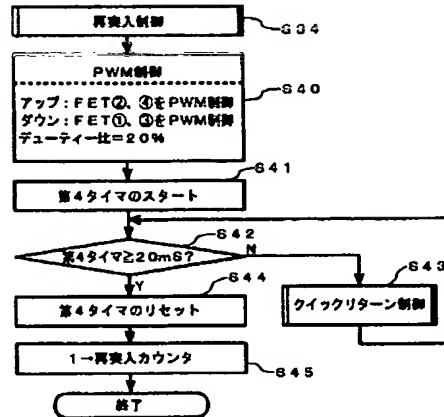 再突入制御
S34
PWM制御
S40
アップ:FET②、④をPWM制御
ダウン:FET①、③をPWM制御
デューティー比=20%
S41
第4タイマのスタート
S42
第4タイマ≧20mS?
N
S43
Y
S44
クイックリターン制御
第4タイマのリセット
1→再突入カウンタ
S45
終了